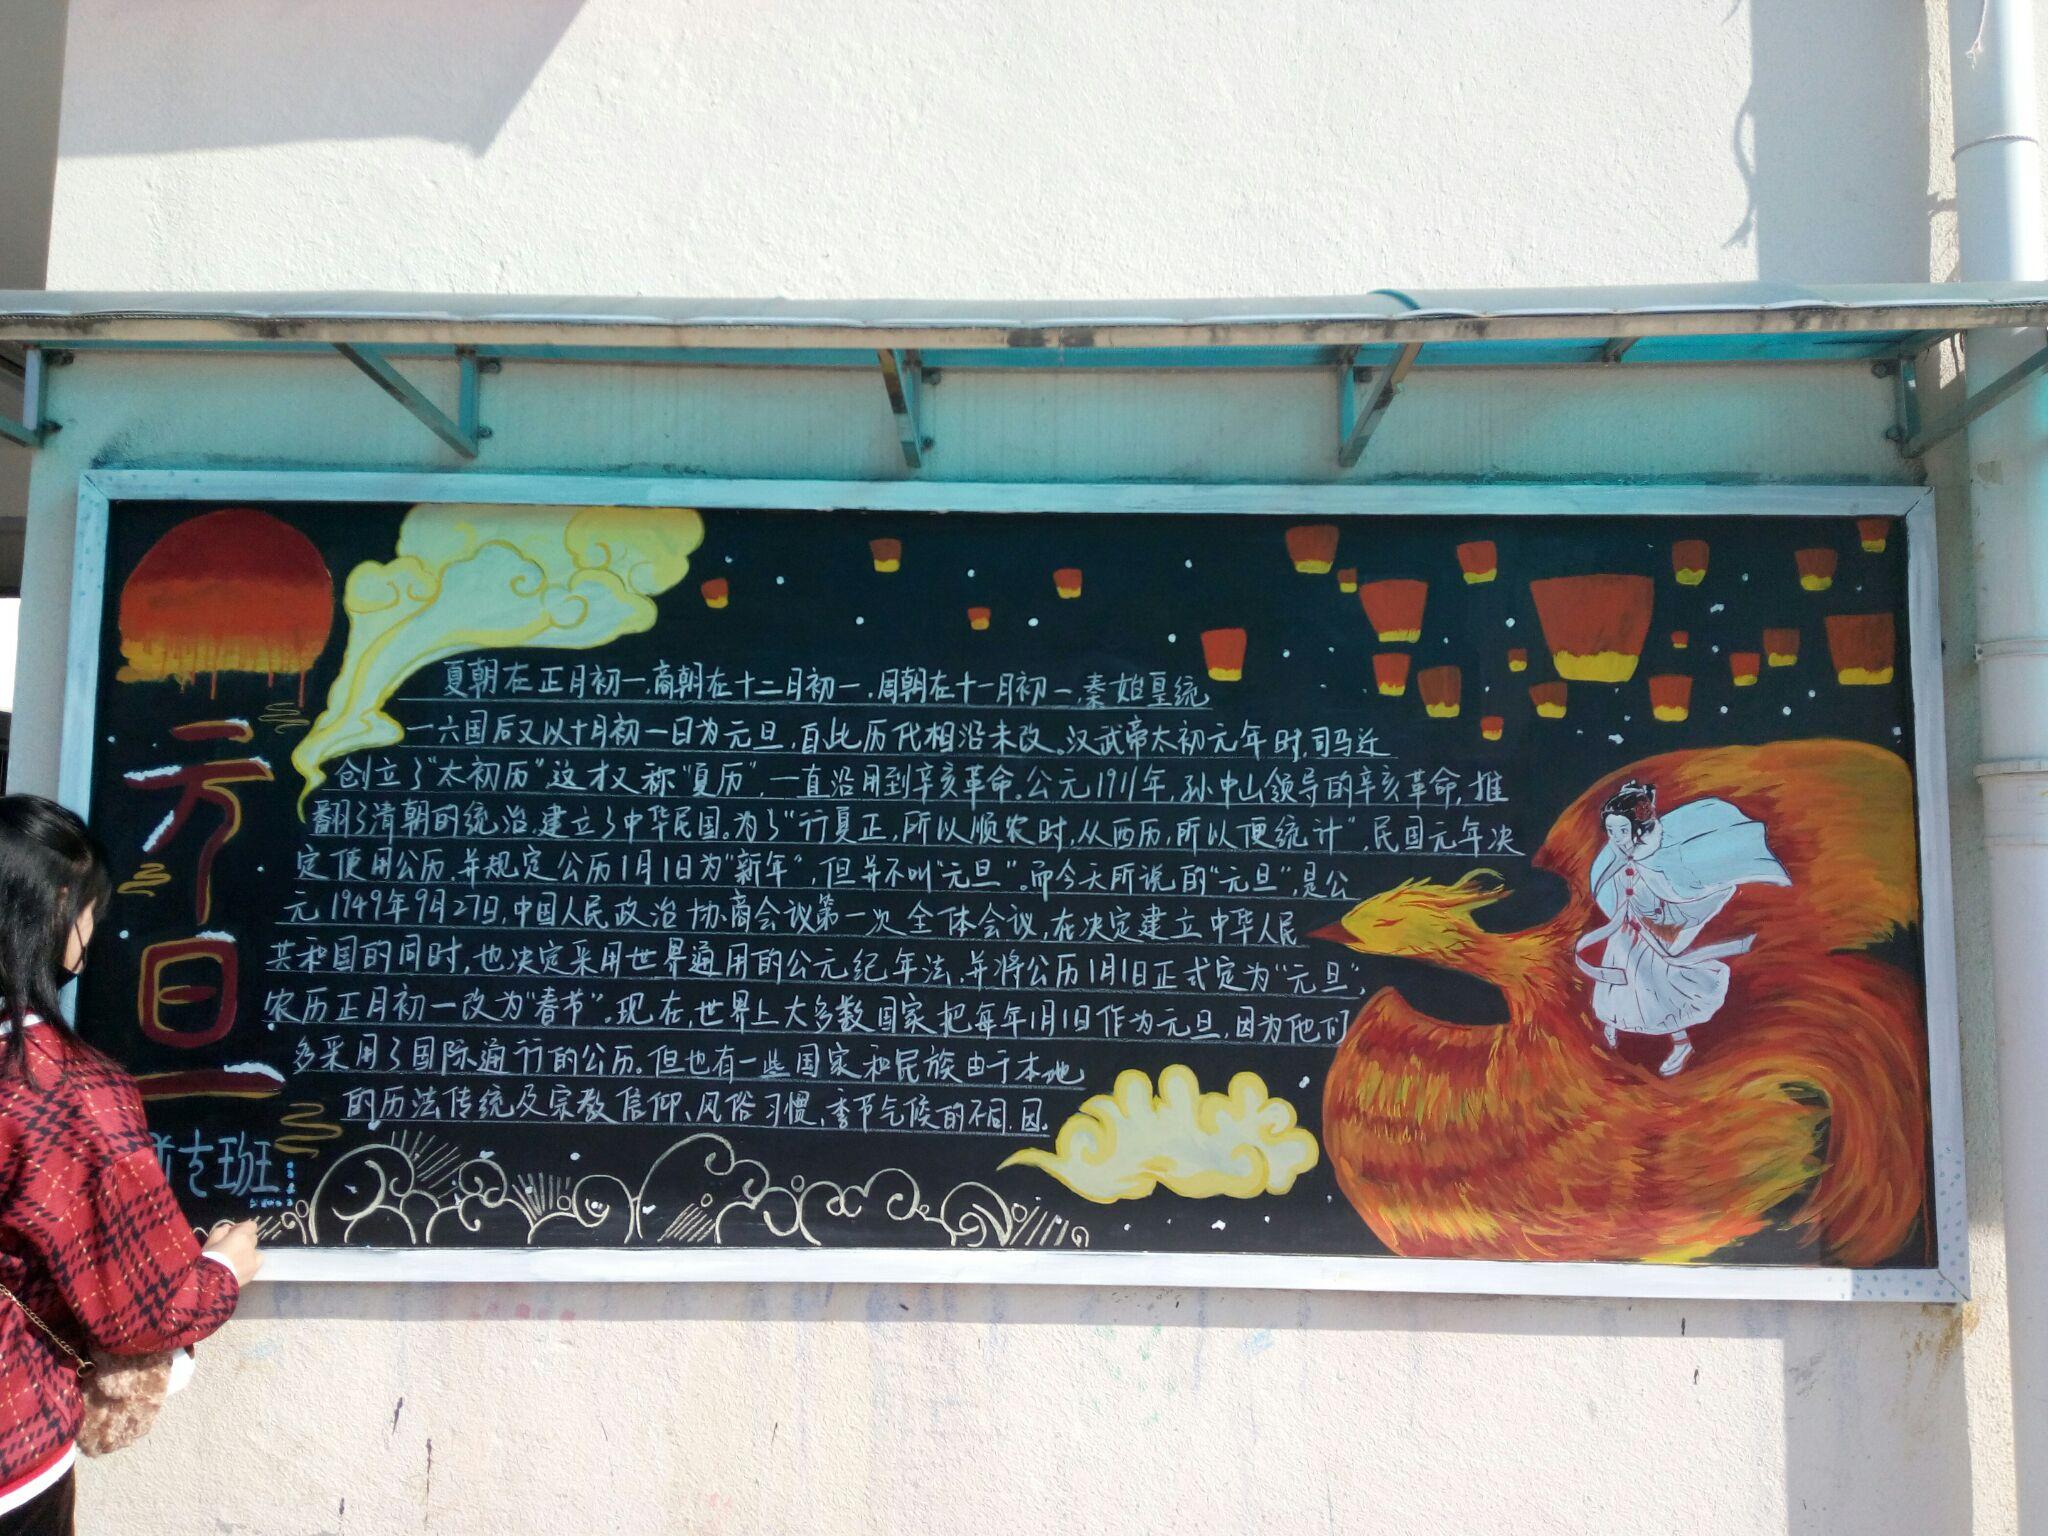 元旦
夏朝在正月初一,商朝在十二月初一,周朝在十一月初一,秦始皇统
一六国后又以十月初一日为元旦,自此历代相沿未改。汉武帝太初元年时,司马迁
创立了“太初历”这才又称“夏历”,一直沿用到辛亥革命。公元1911年,孙中山领导的辛亥革命,推
翻了清朝的统治,建立了中华民国。为了“行夏正,所以顺农时,从西历,所以便统计”,民国元年决
定使用公历,并规定公历1月1日为“新年”,但并不叫“元旦”。而今天所说的“元旦”,是公
元1949年9月27日,中国人民政治协商会议第一次全体会议,在决定建立中华人民
共和国的同时,也决定采用世界通用的公元纪年法,并将公历1月1日正式定为“元旦”,
农历正月初一改为“春节”。现在,世界上大多数国家把每年1月1日作为元旦,因为他们
多采用了国际通行的公历。但也有一些国家和民族由于本地
的历法传统及宗教信仰、风俗习惯,季节气候的不同,因。
班